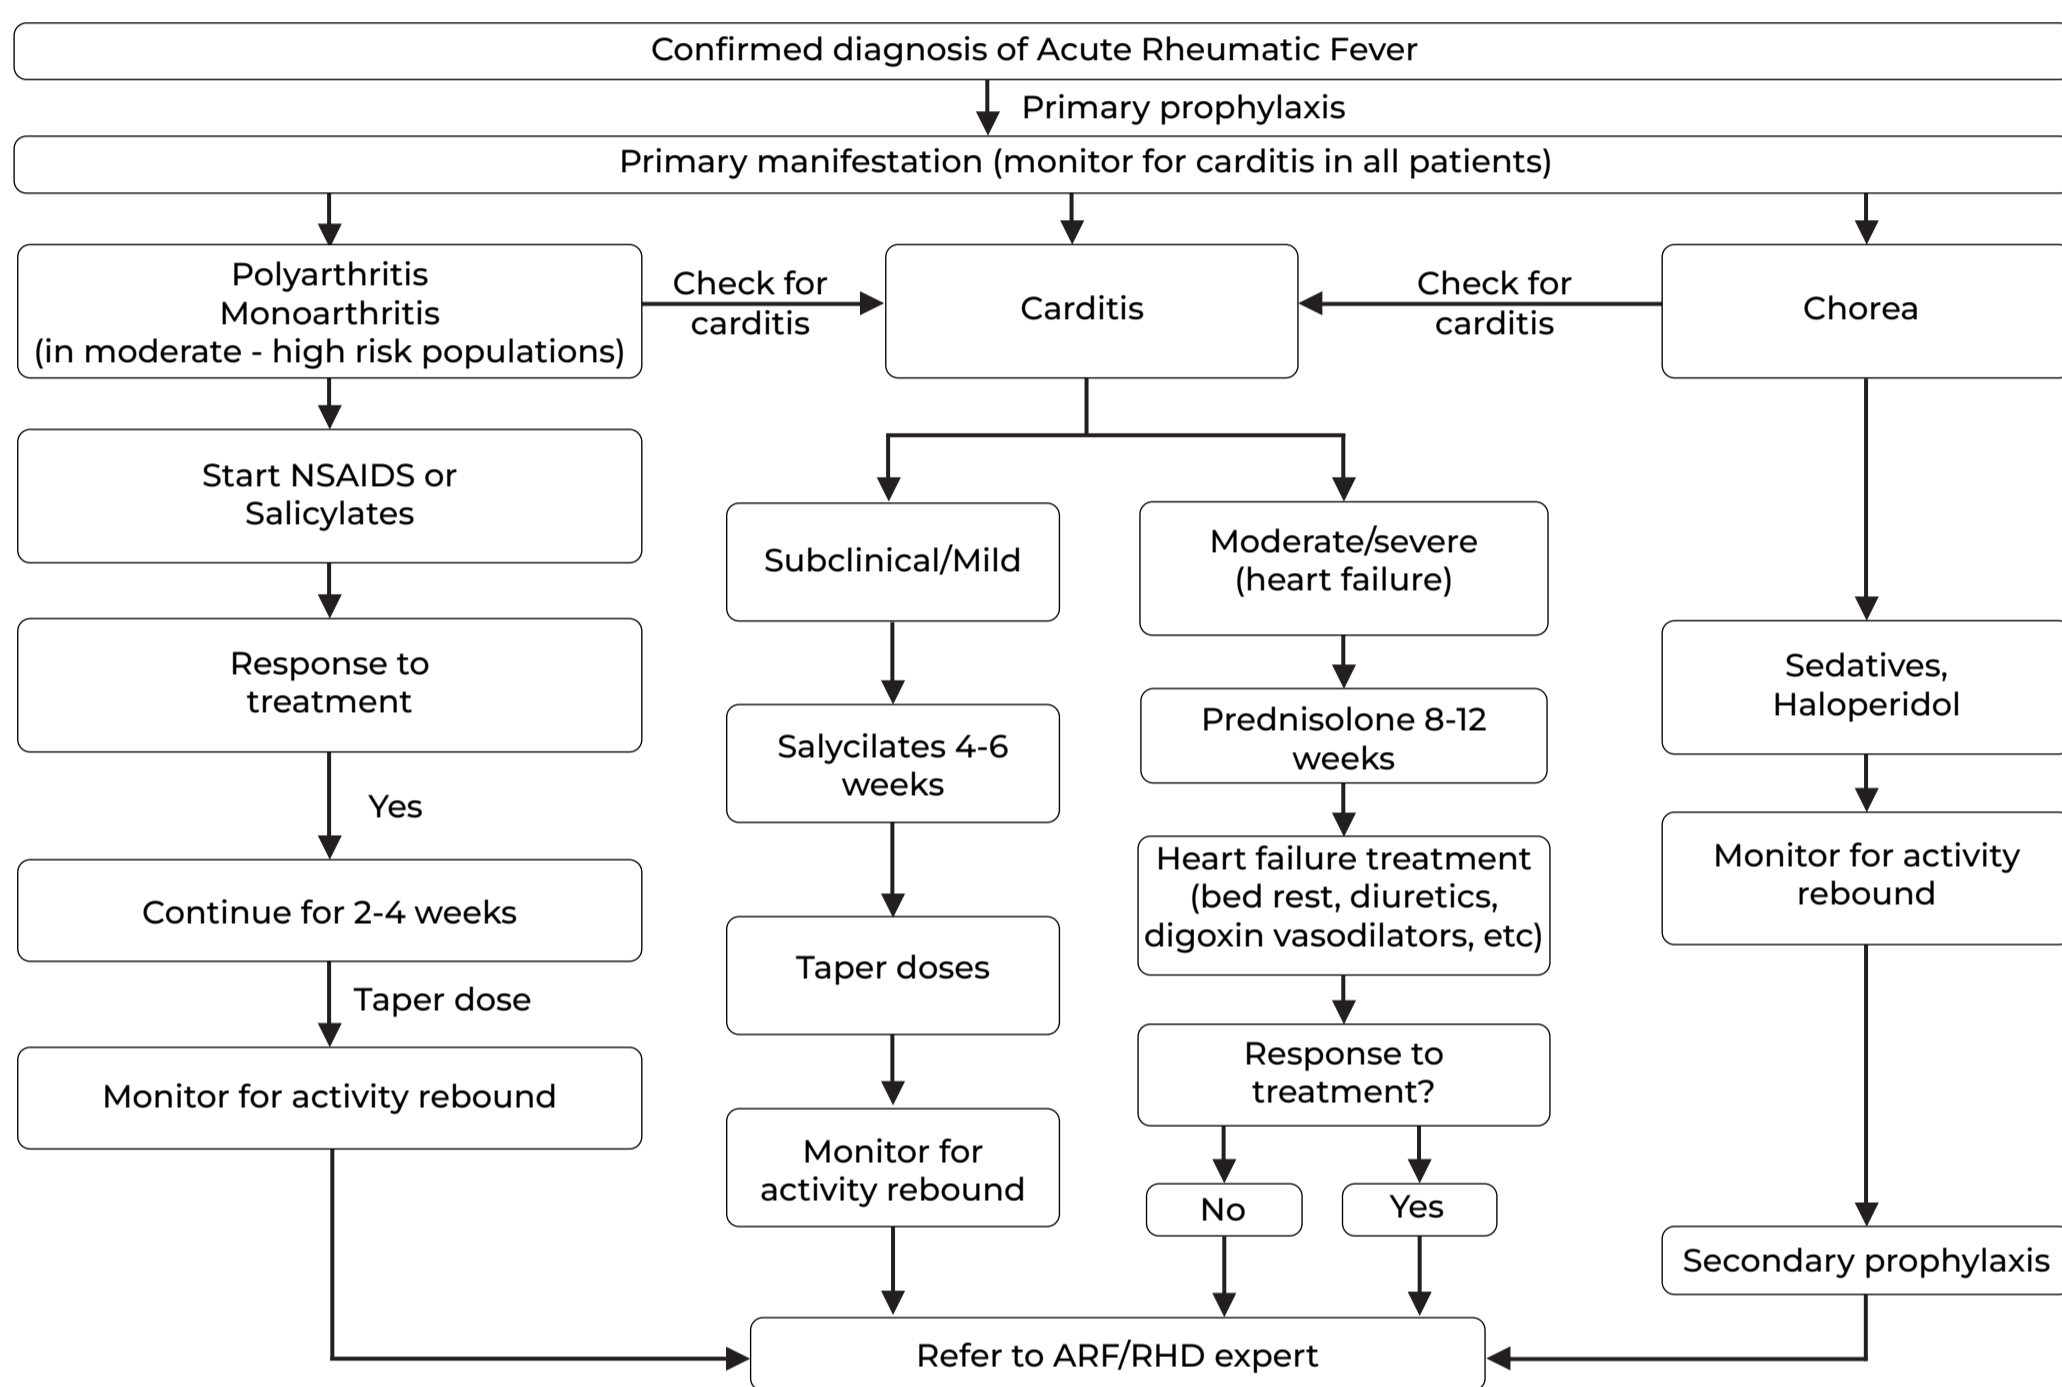 Confirmed diagnosis of Acute Rheumatic Fever
Primary prophylaxis
Primary manifestation (monitor for carditis in all patients)
Polyarthritis
Monoarthritis
(in moderate - high risk populations)
Check for
carditis
Carditis
Check for
carditis
Chorea
Start NSAIDS or
Salicylates
Response to
treatment
Yes
Continue for 2-4 weeks
Taper dose
Monitor for activity rebound
Subclinical/Mild
Salycilates 4-6
weeks
Taper doses
Monitor for
activity rebound
Moderate/severe
(heart failure)
Prednisolone 8-12
weeks
Heart failure treatment
(bed rest, diuretics,
digoxin vasodilators, etc)
Response to
treatment?
No
Yes
Sedatives,
Haloperidol
Monitor for activity
rebound
Secondary prophylaxis
Refer to ARF/RHD expert